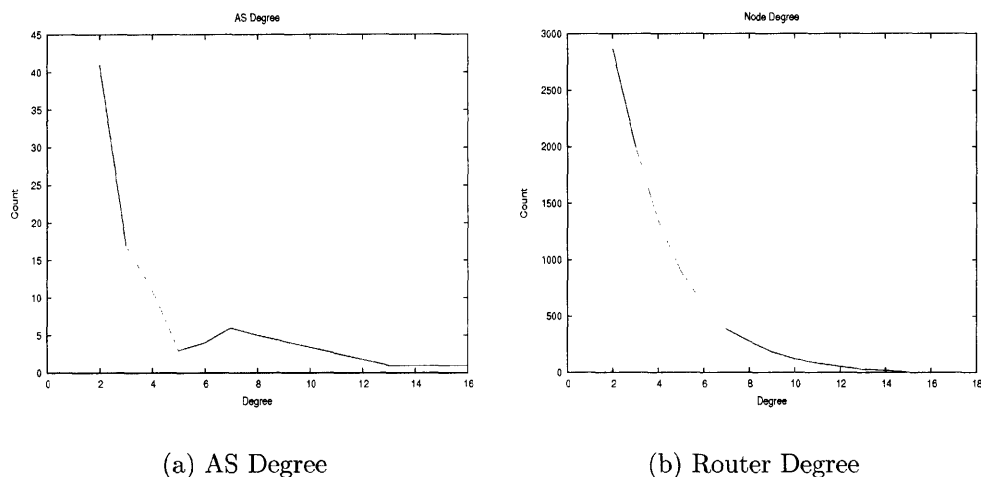 AS Degree
45
40
35
30
25
20
15
10
5
0
Count
0 2 4 6 8 10 12 14 16
Degree
(a) AS Degree
Node Degree
3000
2500
2000
1500
1000
500
0
Count
0 2 4 6 8 10 12 14 16 18
Degree
(b) Router Degree